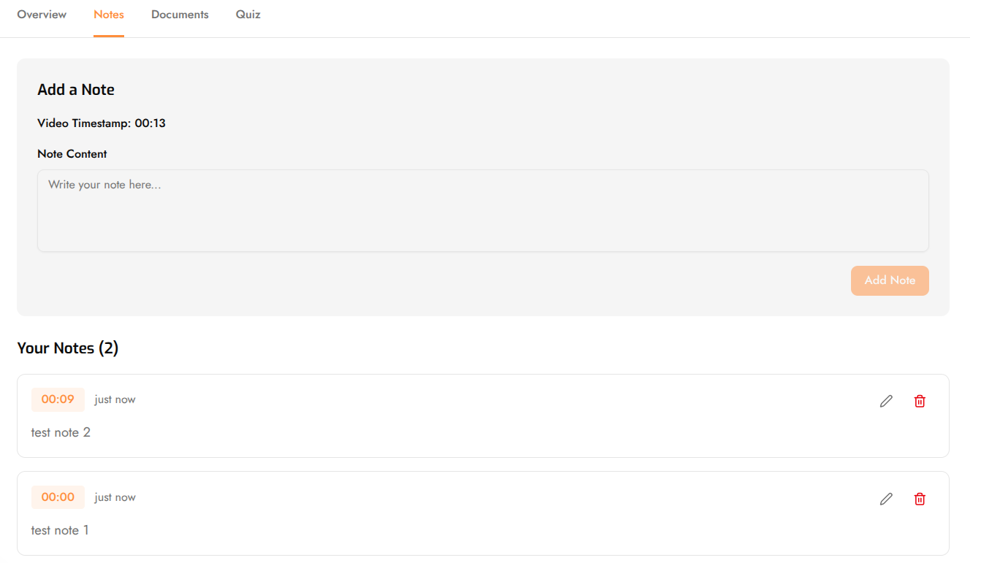 Overview Notes Documents Quiz
Add a Note
Video Timestamp: 00:13
Note Content
Write your note here...
Add Note
Your Notes (2)
00:09 just now
test note 2
00:00 just now
test note 1